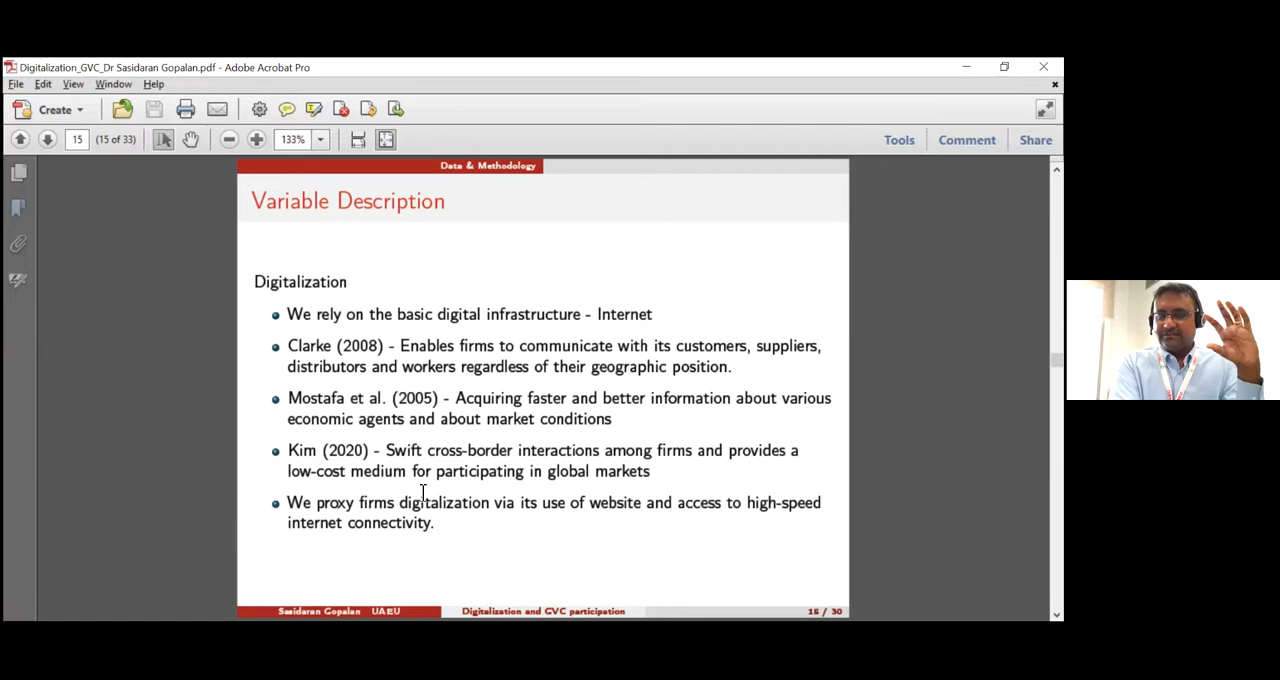 Digitalization_GVC_Dr Sasidaran Gopalan.pdf - Adobe Acrobat Pro
File Edit View Window Help
Create
15 (15 of 33) 133% Tools Comment Share
Data & Methodology
Variable Description
Digitalization
We rely on the basic digital infrastructure - Internet
Clarke (2008) - Enables firms to communicate with its customers, suppliers,
distributors and workers regardless of their geographic position.
Mostafa et al. (2005) - Acquiring faster and better information about various
economic agents and about market conditions
Kim (2020) - Swift cross-border interactions among firms and provides a
low-cost medium for participating in global markets
We proxy firms digitalization via its use of website and access to high-speed
internet connectivity.
Sasidaran Gopalan UAEU Digitalization and GVC participation 15 / 30